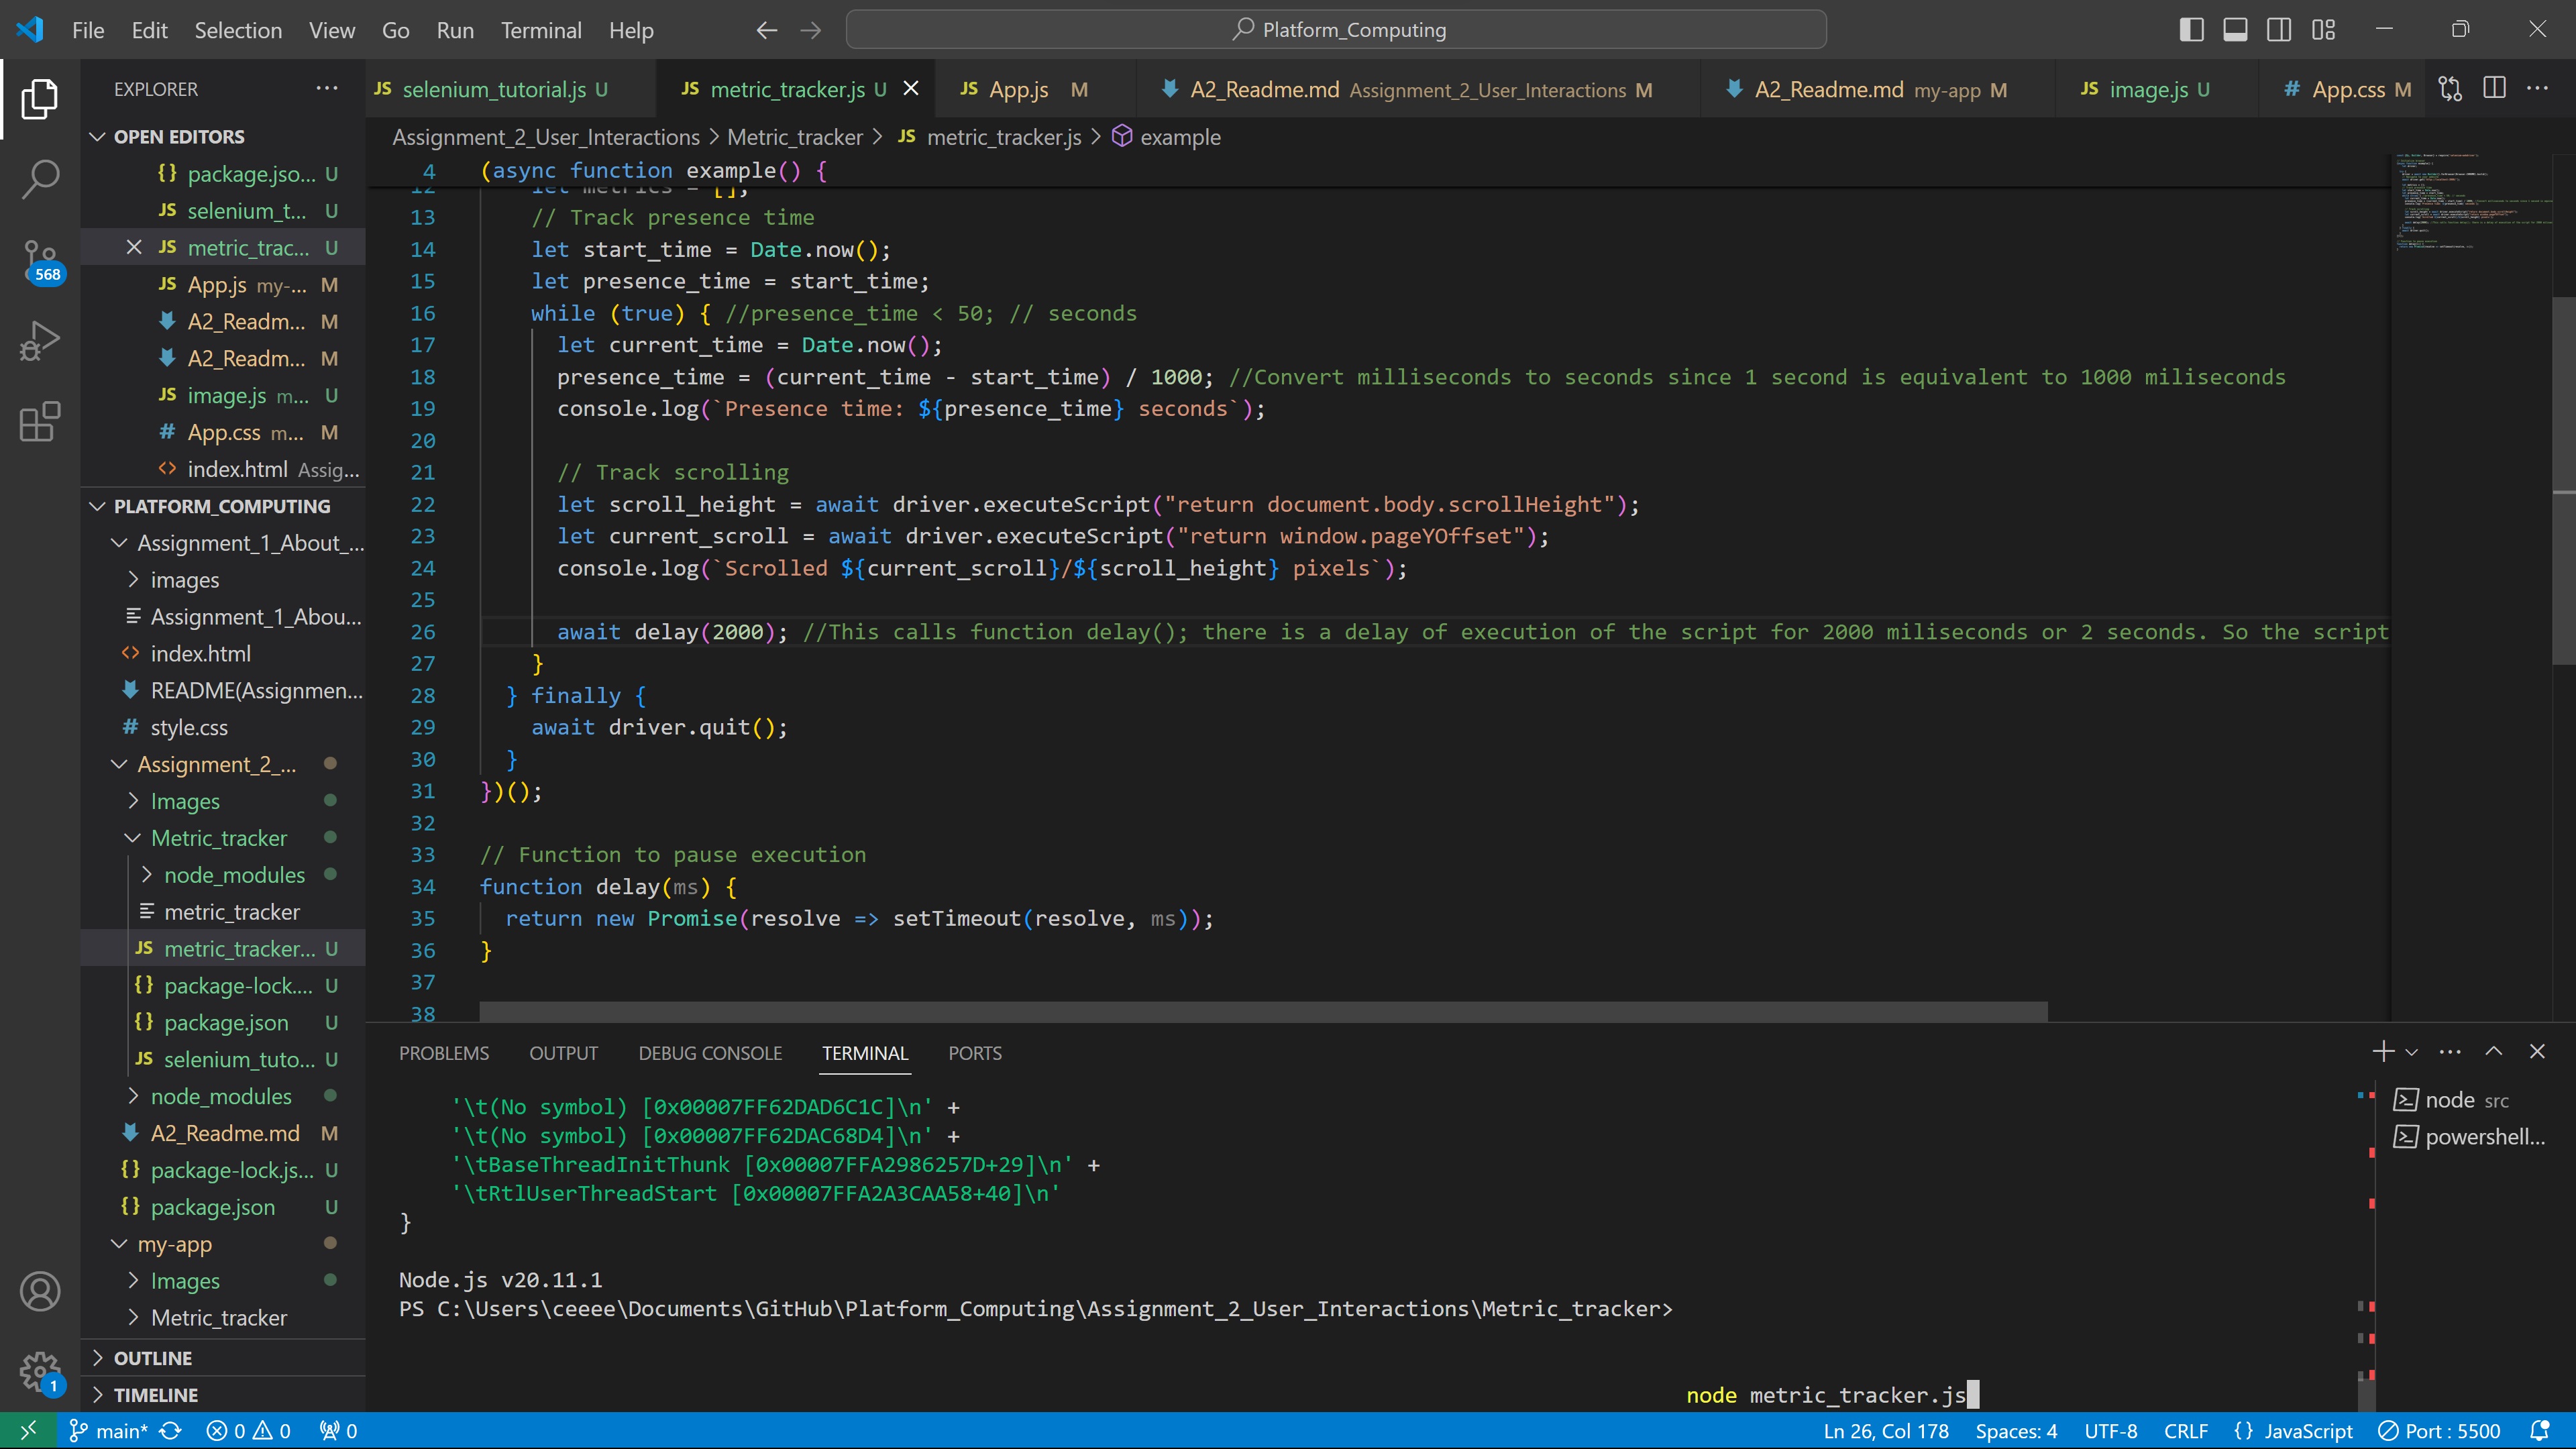 File Edit Selection View Go Run Terminal Help
Platform_Computing
EXPLORER
OPEN EDITORS
{} package.jso... U
JS selenium_t... U
JS metric_trac... U
JS App.js my-... M
A2_Readm... M
A2_Readm... M
JS image.js m... U
# App.css m... M
<> index.html Assig...
PLATFORM_COMPUTING
Assignment_1_About_...
images
Assignment_1_Abou...
<> index.html
README(Assignmen...
# style.css
Assignment_2_...
Images
Metric_tracker
node_modules
metric_tracker
JS metric_tracker... U
{} package-lock.... U
{} package.json U
JS selenium_tuto... U
node_modules
A2_Readme.md M
{} package-lock.js... U
{} package.json U
my-app
Images
Metric_tracker
OUTLINE
TIMELINE
568
1
JS selenium_tutorial.js U
JS metric_tracker.js U
JS App.js M
A2_Readme.md Assignment_2_User_Interactions M
A2_Readme.md my-app M
JS image.js U
# App.css M
Assignment_2_User_Interactions > Metric_tracker > JS metric_tracker.js > example
4 (async function example() {
12 let metrics = [];
13 // Track presence time
14 let start_time = Date.now();
15 let presence_time = start_time;
16 while (true) { //presence_time < 50; // seconds
17 let current_time = Date.now();
18 presence_time = (current_time - start_time) / 1000; //Convert milliseconds to seconds since 1 second is equivalent to 1000 miliseconds
19 console.log(`Presence time: ${presence_time} seconds`);
20
21 // Track scrolling
22 let scroll_height = await driver.executeScript("return document.body.scrollHeight");
23 let current_scroll = await driver.executeScript("return window.pageYOffset");
24 console.log(`Scrolled ${current_scroll}/${scroll_height} pixels`);
25
26 await delay(2000); //This calls function delay(); there is a delay of execution of the script for 2000 miliseconds or 2 seconds. So the script
27 }
28 } finally {
29 await driver.quit();
30 }
31 })();
32
33 // Function to pause execution
34 function delay(ms) {
35 return new Promise(resolve => setTimeout(resolve, ms));
36 }
37
38
PROBLEMS OUTPUT DEBUG CONSOLE TERMINAL PORTS
'\t(No symbol) [0x00007FF62DAD6C1C]\n' +
'\t(No symbol) [0x00007FF62DAC68D4]\n' +
'\tBaseThreadInitThunk [0x00007FFA2986257D+29]\n' +
'\tRtlUserThreadStart [0x00007FFA2A3CAA58+40]\n'
}
Node.js v20.11.1
PS C:\Users\ceeee\Documents\GitHub\Platform_Computing\Assignment_2_User_Interactions\Metric_tracker>
node metric_tracker.js
node src
powershell...
main* 0 0 0
Ln 26, Col 178 Spaces: 4 UTF-8 CRLF {} JavaScript Port : 5500